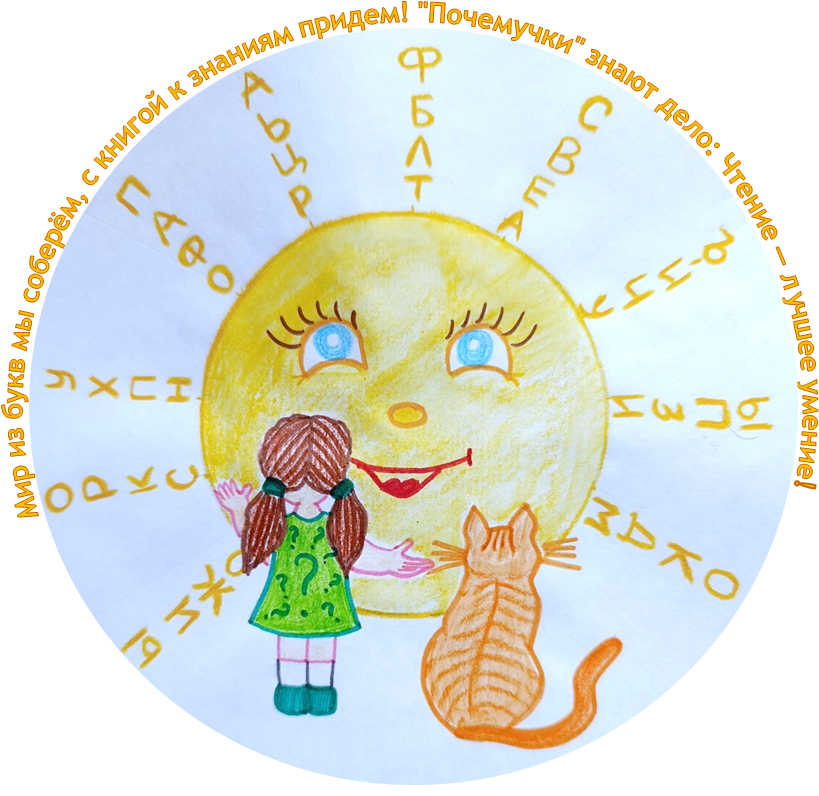 Мир из букв мы соберём, с книгой к знаниям придем! "Почемучки" знают дело: Чтение – лучшее умение!
Ф Б Л Т
А Ь Ц Р
С В Е А
П А Ф О
Я Х П Н
О Р К С
О К Д М